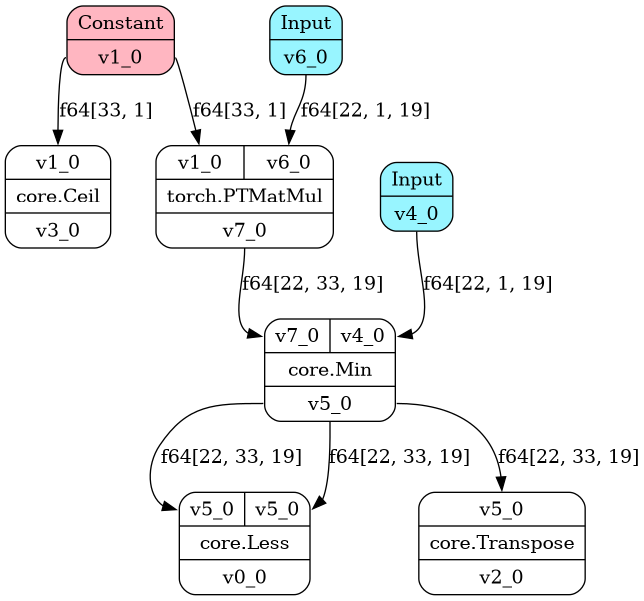 Constant
v1_0
Input
v6_0
f64[33, 1]
f64[33, 1]
f64[22, 1, 19]
v1_0
core.Ceil
v3_0
v1_0 v6_0
torch.PTMatMul
v7_0
Input
v4_0
f64[22, 33, 19]
f64[22, 1, 19]
v7_0 v4_0
core.Min
v5_0
f64[22, 33, 19]
f64[22, 33, 19]
f64[22, 33, 19]
v5_0 v5_0
core.Less
v0_0
v5_0
core.Transpose
v2_0